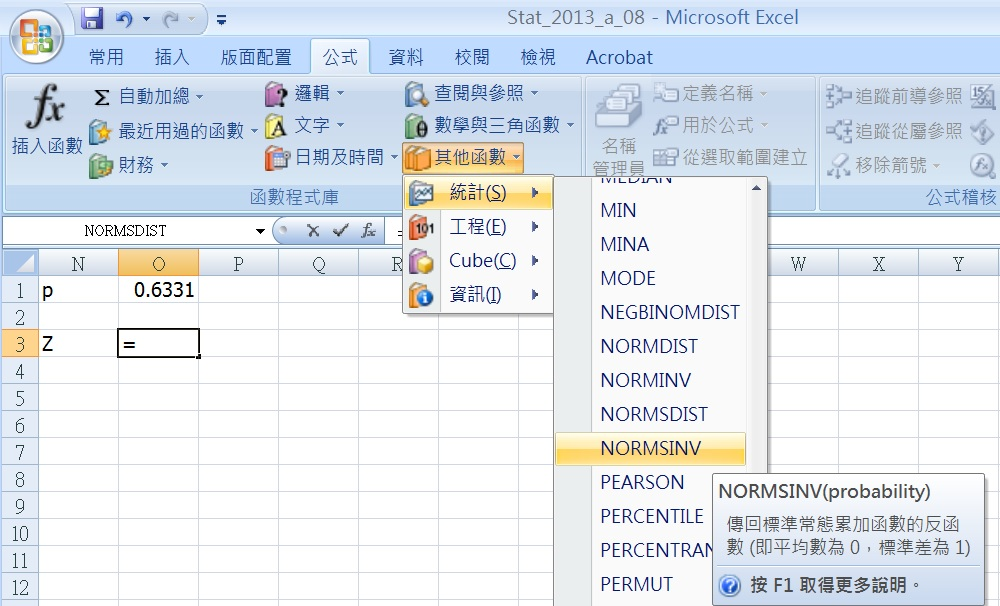 Stat_2013_a_08 - Microsoft Excel
常用 插入 版面配置 公式 資料 校閱 檢視 Acrobat
fx 插入函數
Σ 自動加總
最近用過的函數
財務
邏輯
文字
日期及時間
查閱與參照
數學與三角函數
其他函數
函數程式庫
名稱
管理員
定義名稱
用於公式
從選取範圍建立
追蹤前導參照
追蹤從屬參照
移除箭號
公式稽核
NORMSDIST fx =
統計(S)
工程(E)
Cube(C)
資訊(I)
MEDIAN
MIN
MINA
MODE
NEGBINOMDIST
NORMDIST
NORMINV
NORMSDIST
NORMSINV
PEARSON
PERCENTILE
PERCENTRAN
PERMUT
NORMSINV(probability)
傳回標準常態累加函數的反函
數 (即平均數為 0，標準差為 1)
按 F1 取得更多說明。
N O P Q R W X Y
1 p 0.6331
2
3 Z =
4
5
6
7
8
9
10
11
12